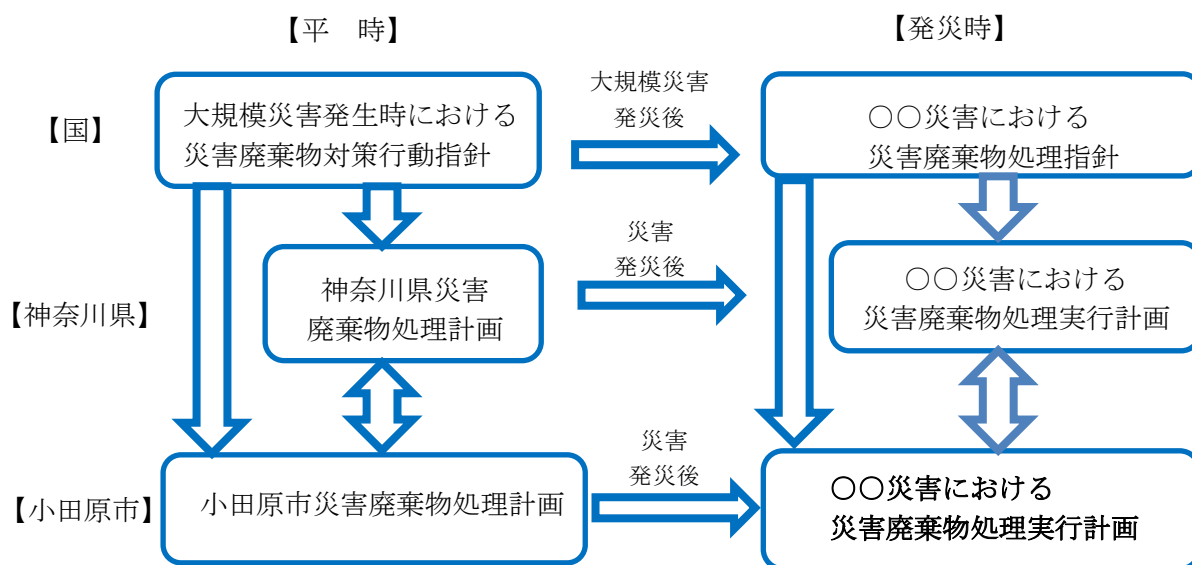 【平　時】
【発災時】
【国】
大規模災害発生時における
災害廃棄物対策行動指針
大規模災害
発災後
〇〇災害における
災害廃棄物処理指針
【神奈川県】
神奈川県災害
廃棄物処理計画
災害
発災後
〇〇災害における
災害廃棄物処理実行計画
【小田原市】
小田原市災害廃棄物処理計画
災害
発災後
〇〇災害における
災害廃棄物処理実行計画